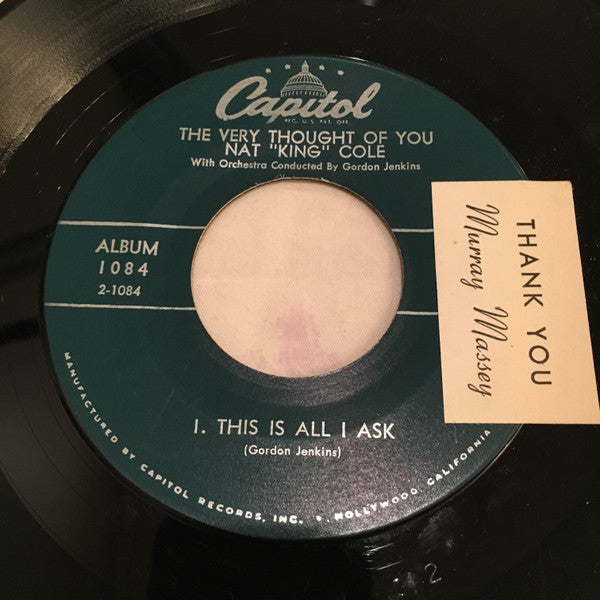 Capitol
REG. U.S. PAT. OFF.
THE VERY THOUGHT OF YOU
NAT "KING" COLE
With Orchestra Conducted By Gordon Jenkins
ALBUM
1084
2-1084
1. THIS IS ALL I ASK
(Gordon Jenkins)
MANUFACTURED BY CAPITOL RECORDS, INC. • HOLLYWOOD, CALIFORNIA
THANK YOU
Murray Massey
2